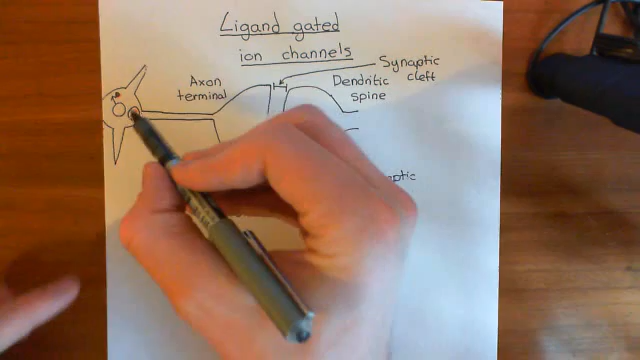 Ligand gated
ion channels
Synaptic
cleft
Axon
terminal
Dendritic
spine